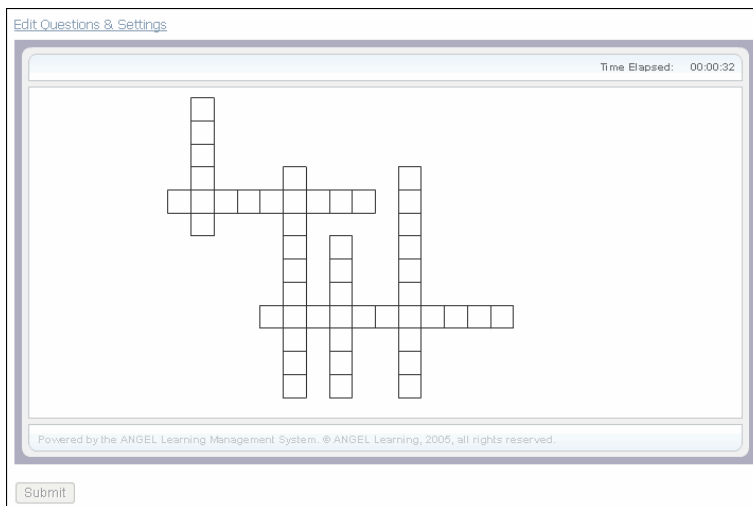 Edit Questions & Settings
Time Elapsed: 00:00:32
Powered by the ANGEL Learning Management System. © ANGEL Learning, 2005, all rights reserved.
Submit